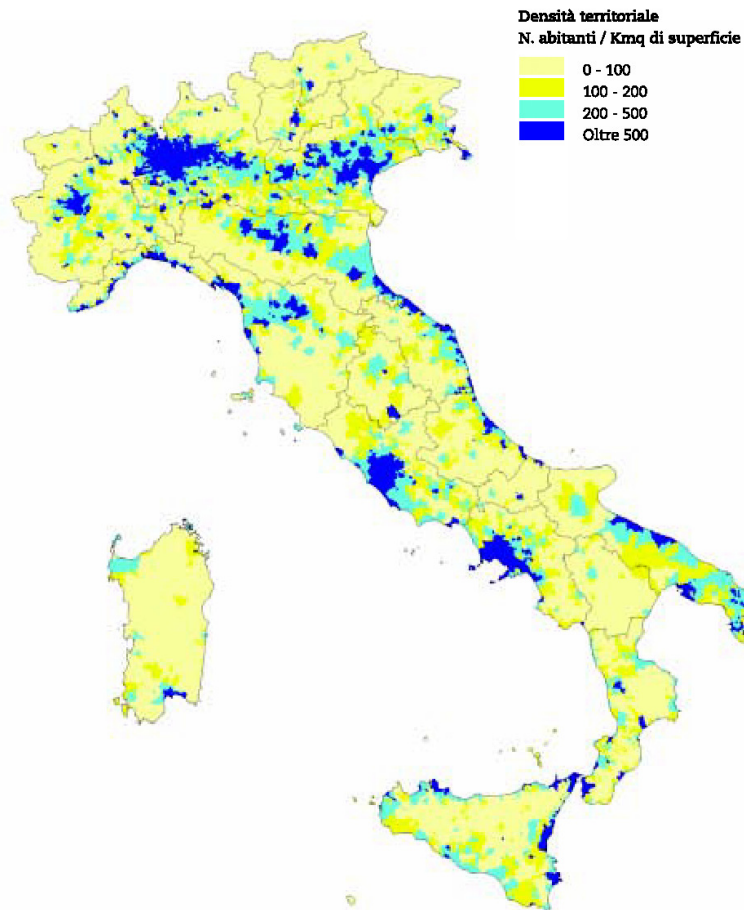 Densità territoriale
N. abitanti / Kmq di superficie
0 - 100
100 - 200
200 - 500
Oltre 500